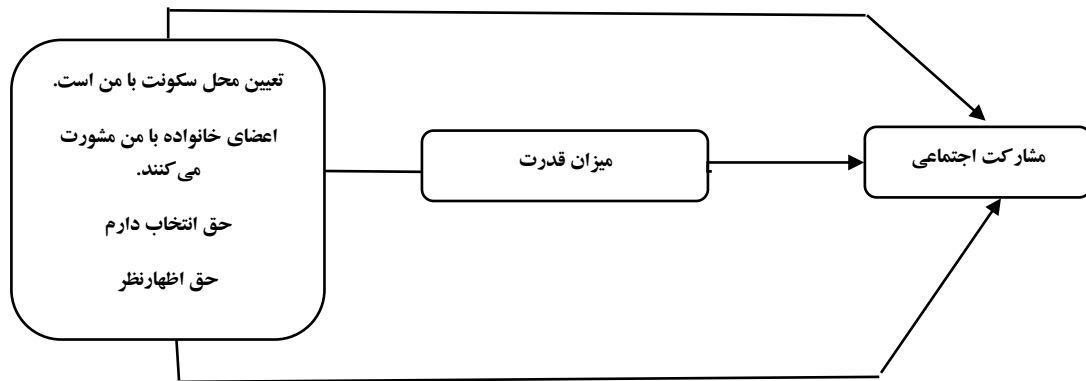 تعیین محل سکونت با من است.
اعضای خانواده با من مشورت
می‌کنند.
حق انتخاب دارم
حق اظهارنظر
میزان قدرت
مشارکت اجتماعی